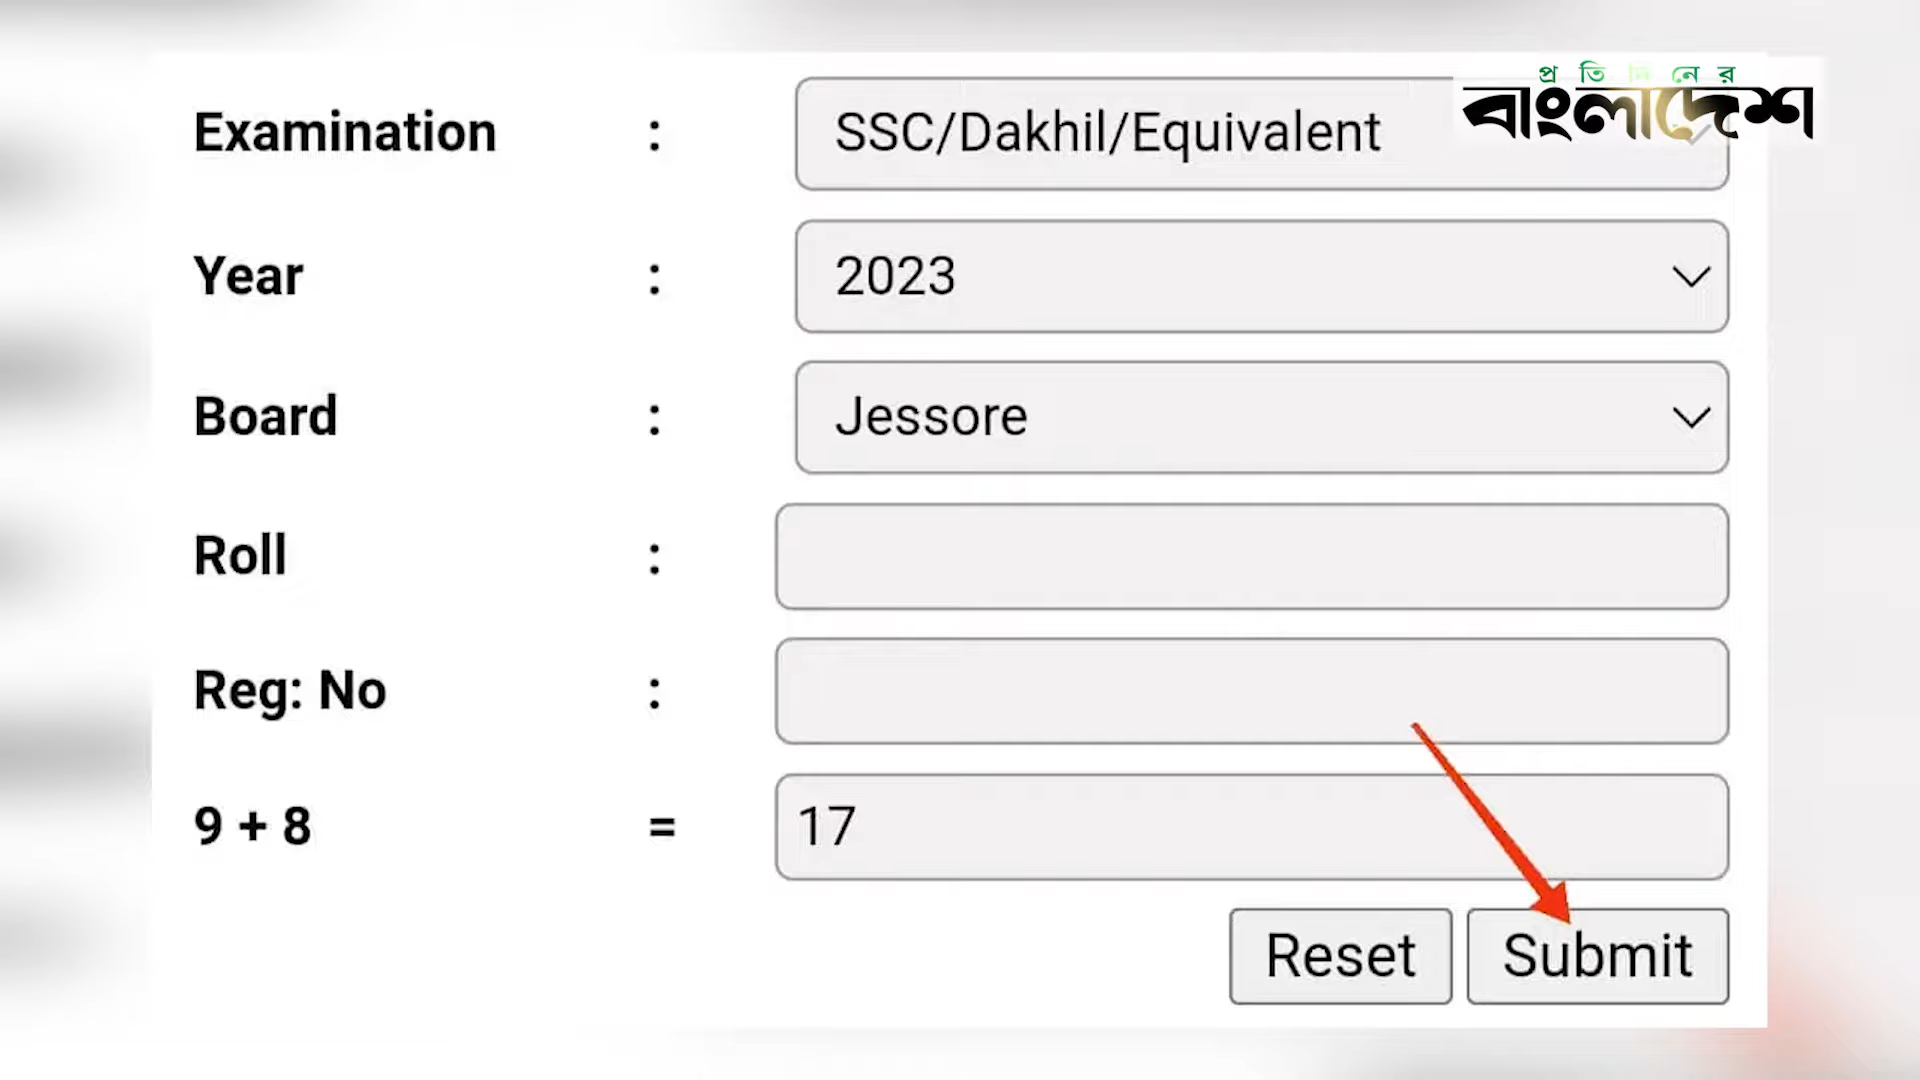 প্রতিদিনের
বাংলাদেশ
Examination : SSC/Dakhil/Equivalent
Year : 2023
Board : Jessore
Roll :
Reg: No :
9 + 8 = 17
Reset Submit